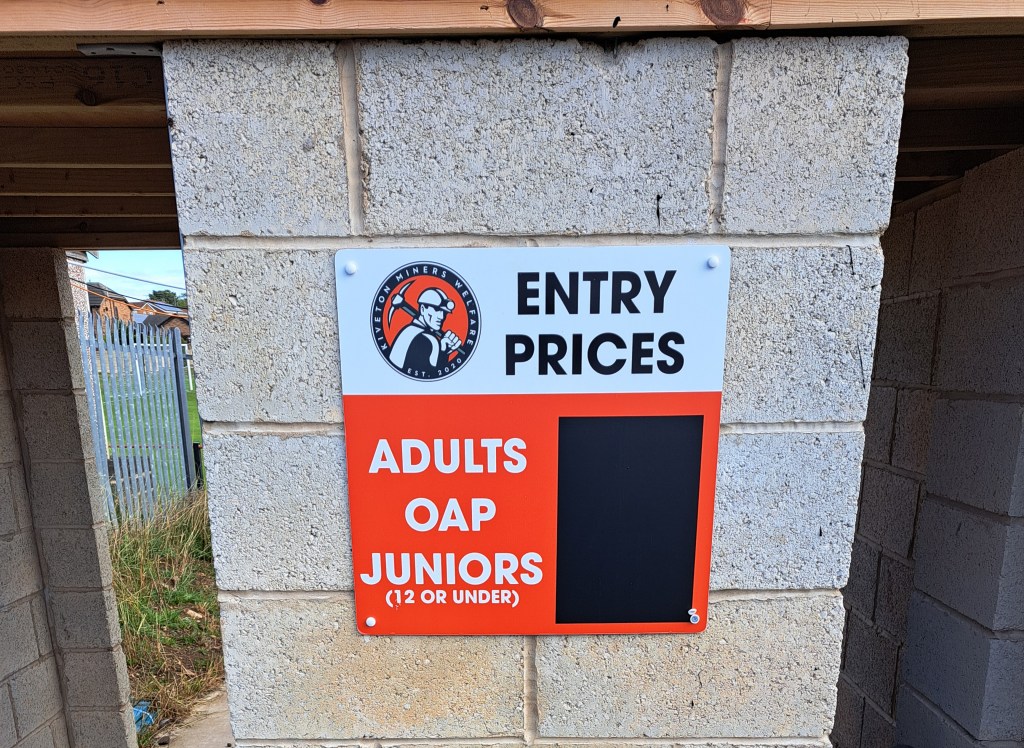 KIVETON MINERS WELFARE
EST. 2020
ENTRY
PRICES
ADULTS
OAP
JUNIORS
(12 OR UNDER)